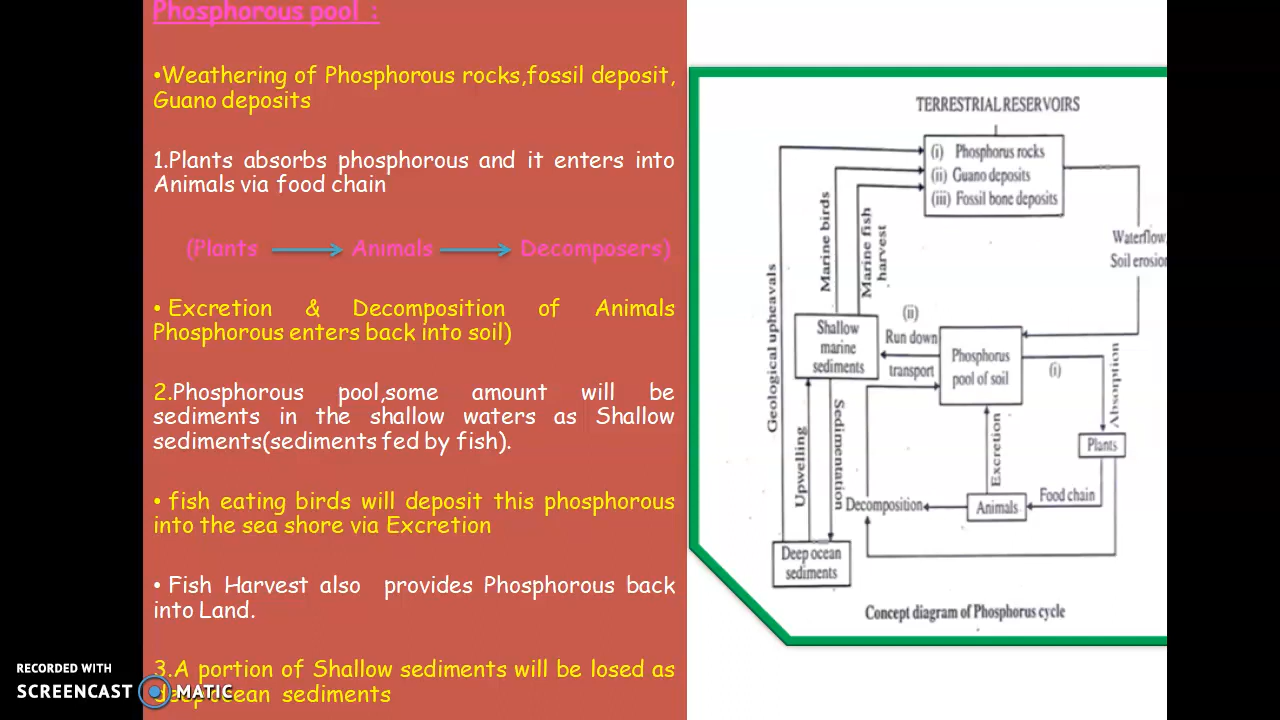 Phosphorous pool :
•Weathering of Phosphorous rocks,fossil deposit,
Guano deposits
1.Plants absorbs phosphorous and it enters into
Animals via food chain
(Plants Animals Decomposers)
• Excretion & Decomposition of Animals
Phosphorous enters back into soil)
2.Phosphorous pool,some amount will be
sediments in the shallow waters as Shallow
sediments(sediments fed by fish).
• fish eating birds will deposit this phosphorous
into the sea shore via Excretion
• Fish Harvest also provides Phosphorous back
into Land.
3.A portion of Shallow sediments will be losed as
deep ocean sediments
RECORDED WITH
SCREENCAST MATIC
TERRESTRIAL RESERVOIRS
(i) Phosphorus rocks
(ii) Guano deposits
(iii) Fossil bone deposits
Waterflow,
Soil erosion
Geological upheavals
Marine birds
Marine fish
harvest
Shallow
marine
sediments
(ii)
Run down
transport
Phosphorus
pool of soil
(i)
Absorption
Plants
Upwelling
Sedimentation
Excretion
Decomposition
Animals
Food chain
Deep ocean
sediments
Concept diagram of Phosphorus cycle